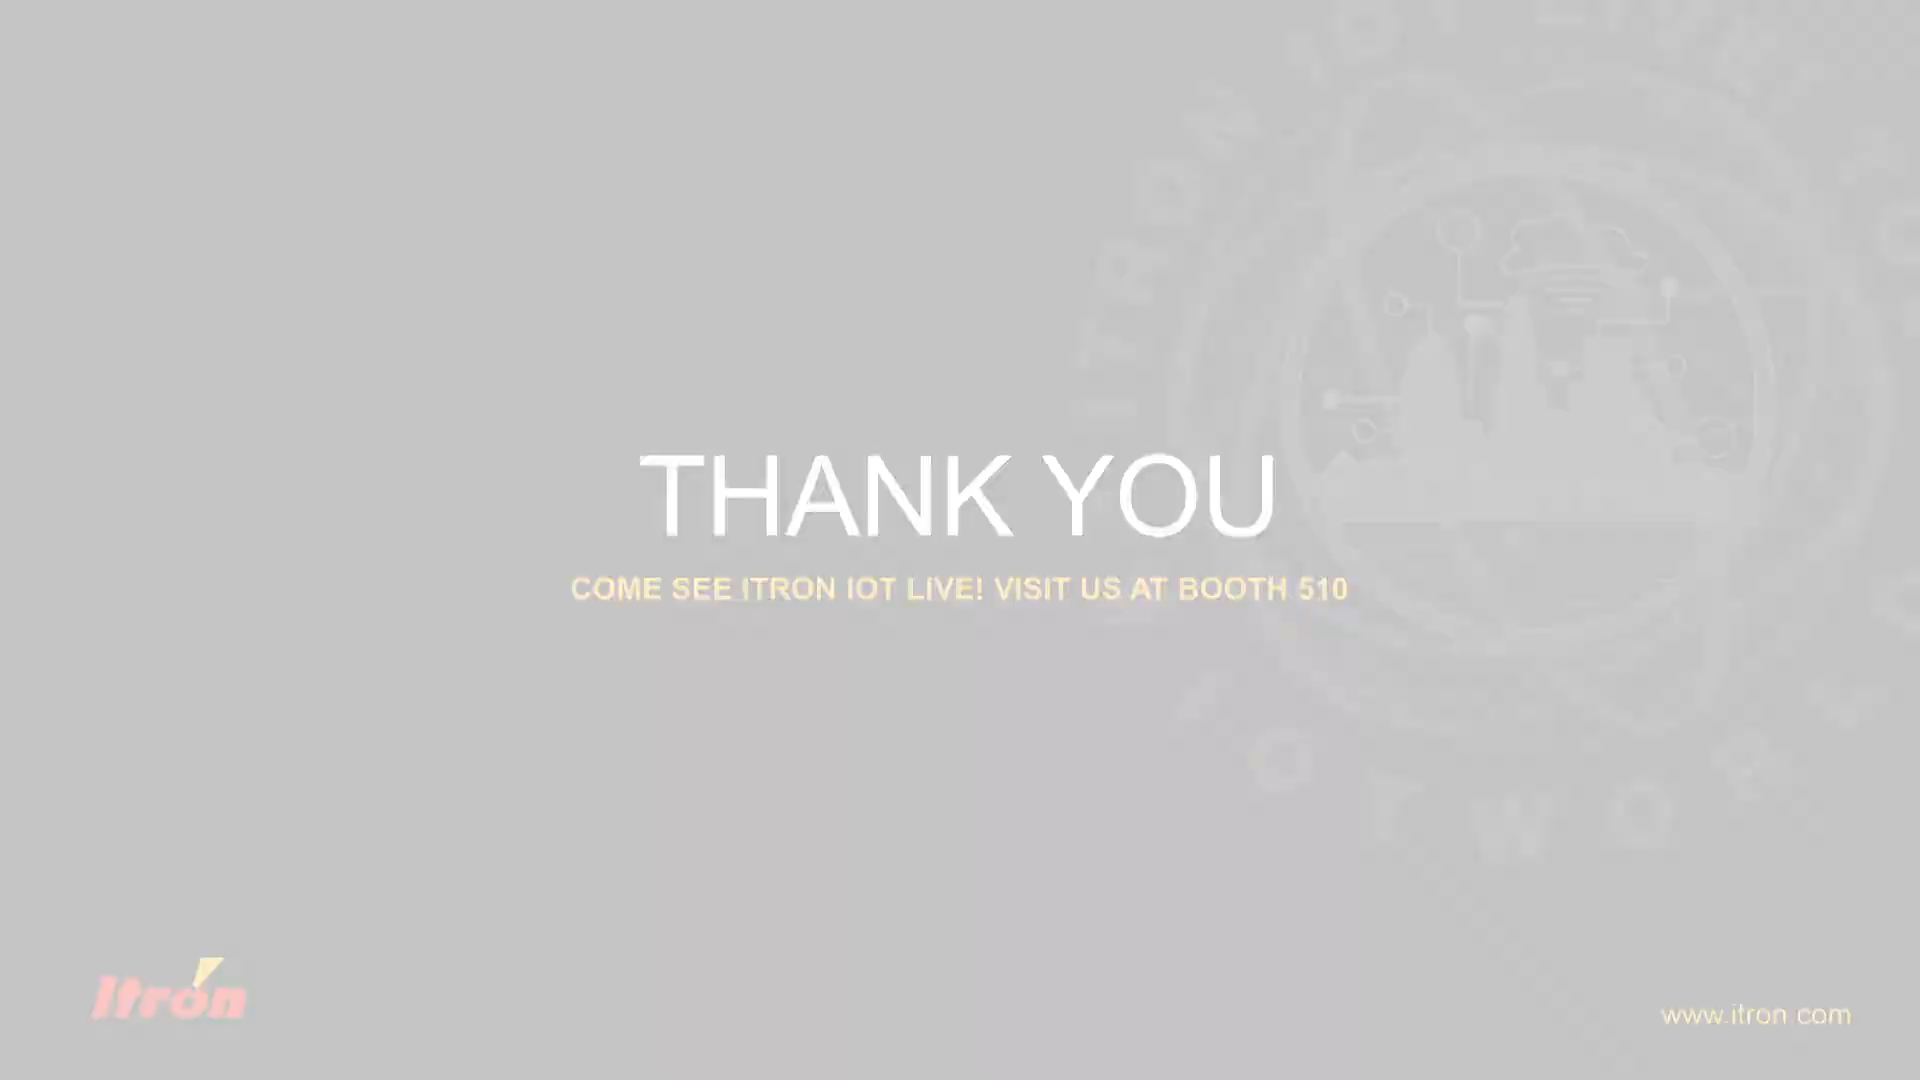 THANK YOU
COME SEE ITRON IOT LIVE! VISIT US AT BOOTH 510
Itron
www.itron.com